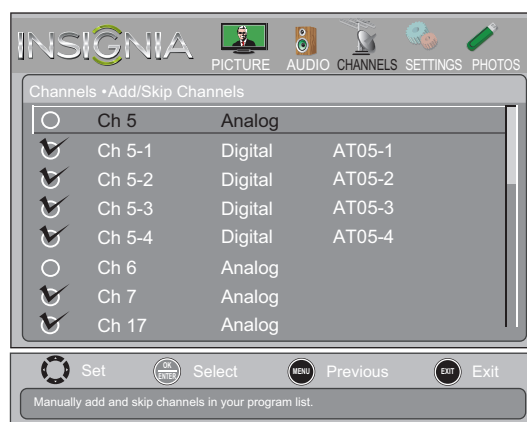 INSIGNIA
PICTURE AUDIO CHANNELS SETTINGS PHOTOS
Channels •Add/Skip Channels
Ch 5 Analog
Ch 5-1 Digital AT05-1
Ch 5-2 Digital AT05-2
Ch 5-3 Digital AT05-3
Ch 5-4 Digital AT05-4
Ch 6 Analog
Ch 7 Analog
Ch 17 Analog
Set OK ENTER Select MENU Previous EXIT Exit
Manually add and skip channels in your program list.